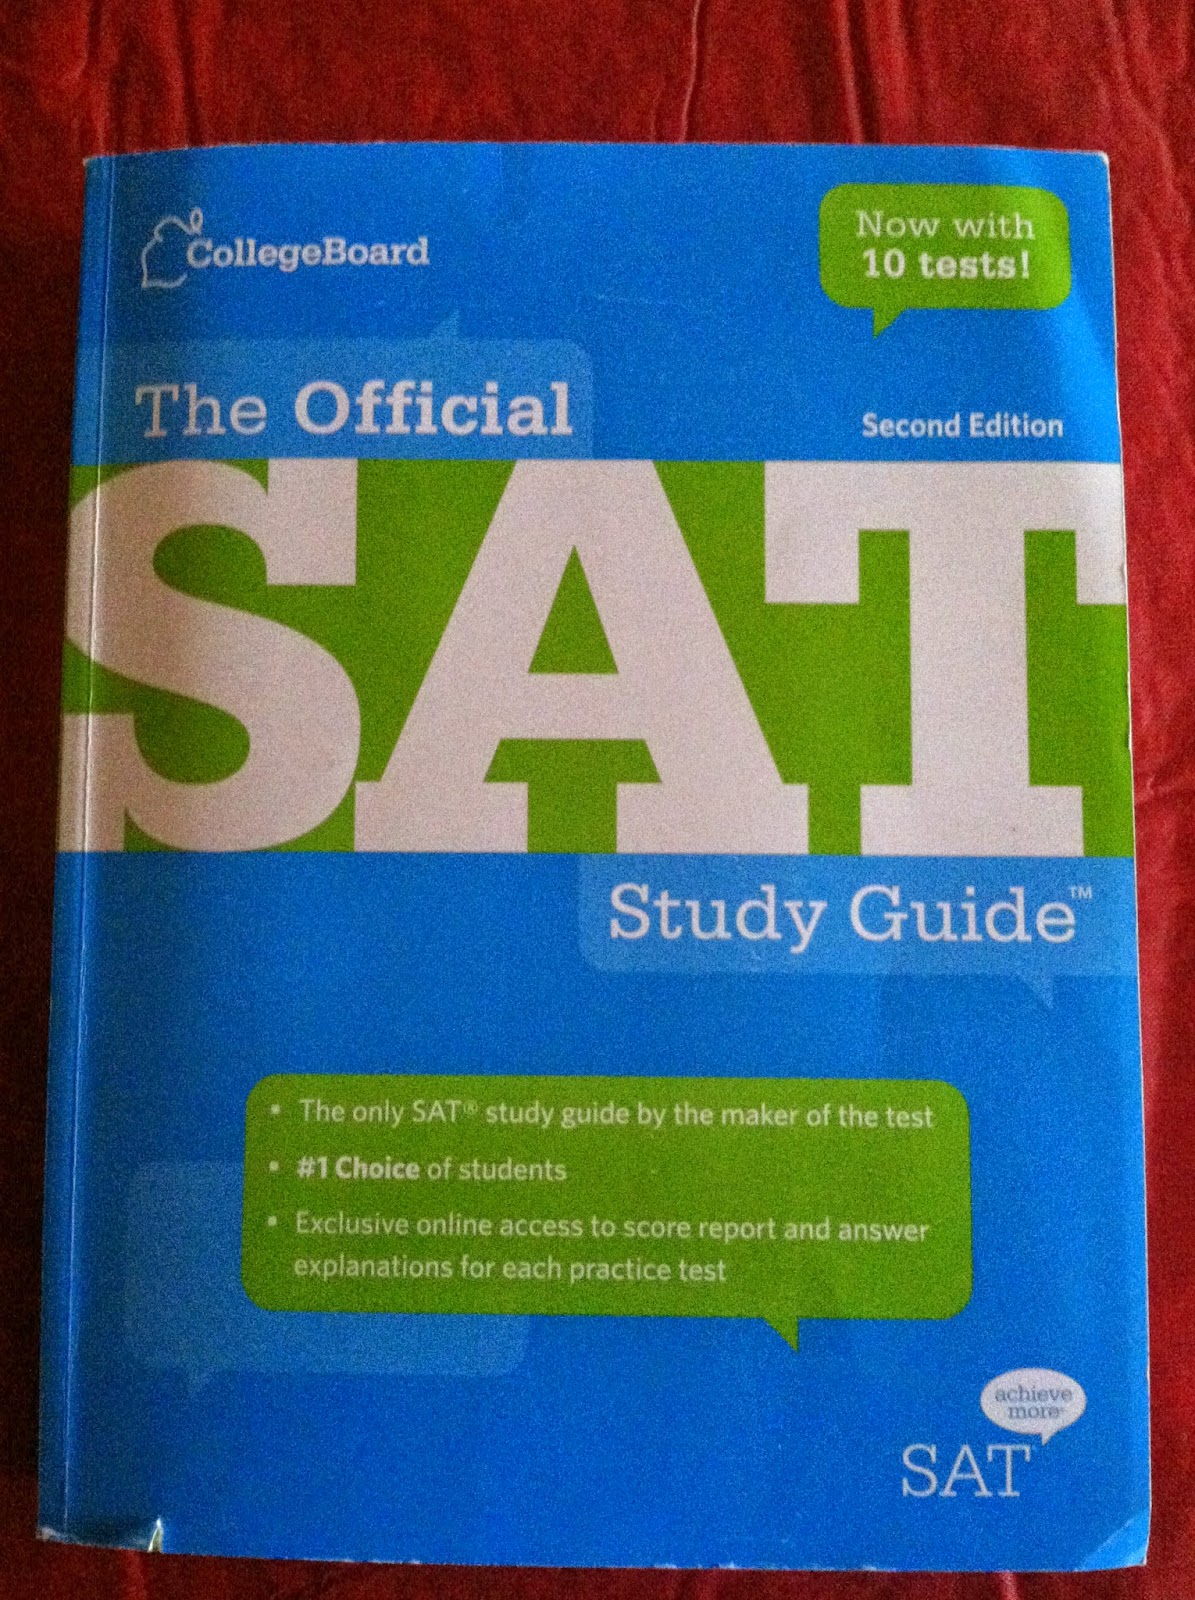 CollegeBoard
Now with
10 tests!
The Official
Second Edition
SAT
Study Guide™
▪ The only SAT® study guide by the maker of the test
▪ #1 Choice of students
▪ Exclusive online access to score report and answer
explanations for each practice test
achieve
more
SAT